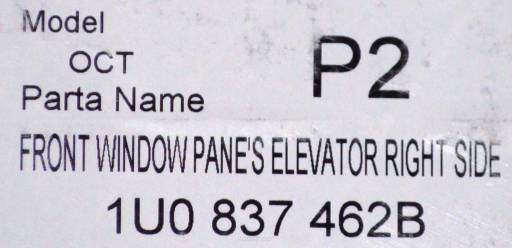 Model
P2
OCT
Parta Name
FRONT WINDOW PANE'S ELEVATOR RIGHT SIDE
1U0 837 462B